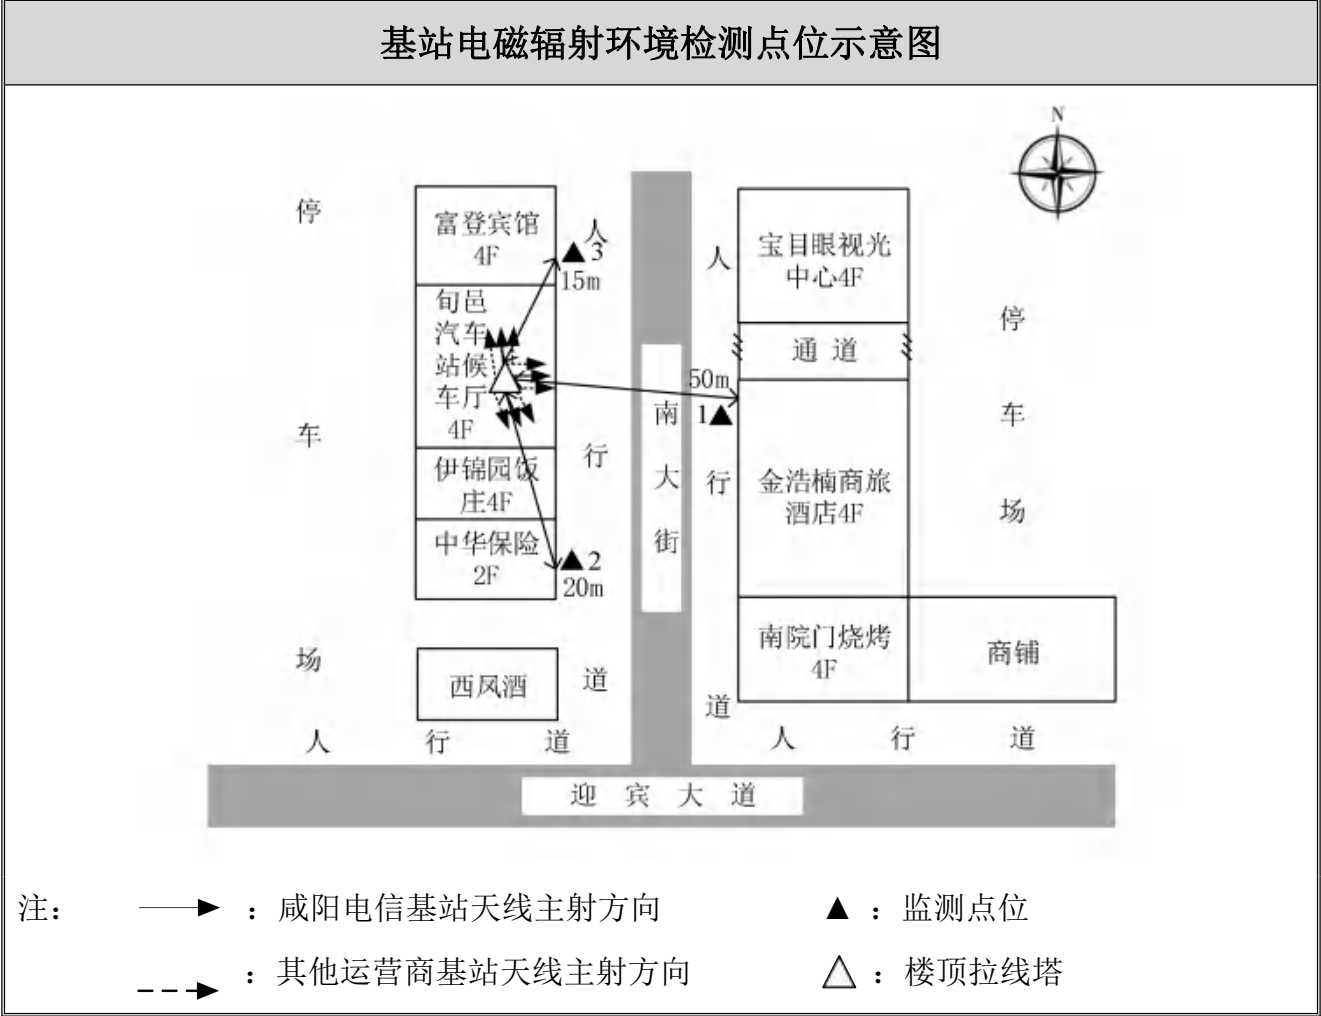 基站电磁辐射环境检测点位示意图
N
停
车
场
富登宾馆
4F
旬邑
汽车
站候
车厅
4F
伊锦园饭
庄4F
中华保险
2F
西凤酒
3
15m
2
20m
人
行
道
南
大
街
50m
1
人
行
道
宝目眼视光
中心4F
通 道
金浩楠商旅
酒店4F
南院门烧烤
4F
商铺
停
车
场
人 行 道
人 行 道
迎 宾 大 道
注：
：咸阳电信基站天线主射方向
：监测点位
：其他运营商基站天线主射方向
：楼顶拉线塔